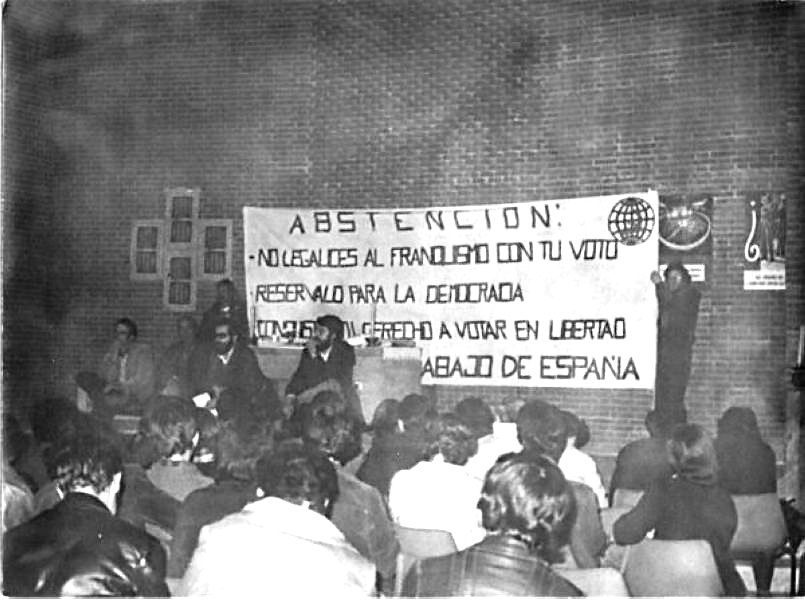 ABSTENCION:
- NO LEGALICES AL FRANQUISMO CON TU VOTO
- RESERVALO PARA LA DEMOCRACIA
DERECHO A VOTAR EN LIBERTAD
ABAJO DE ESPAÑA